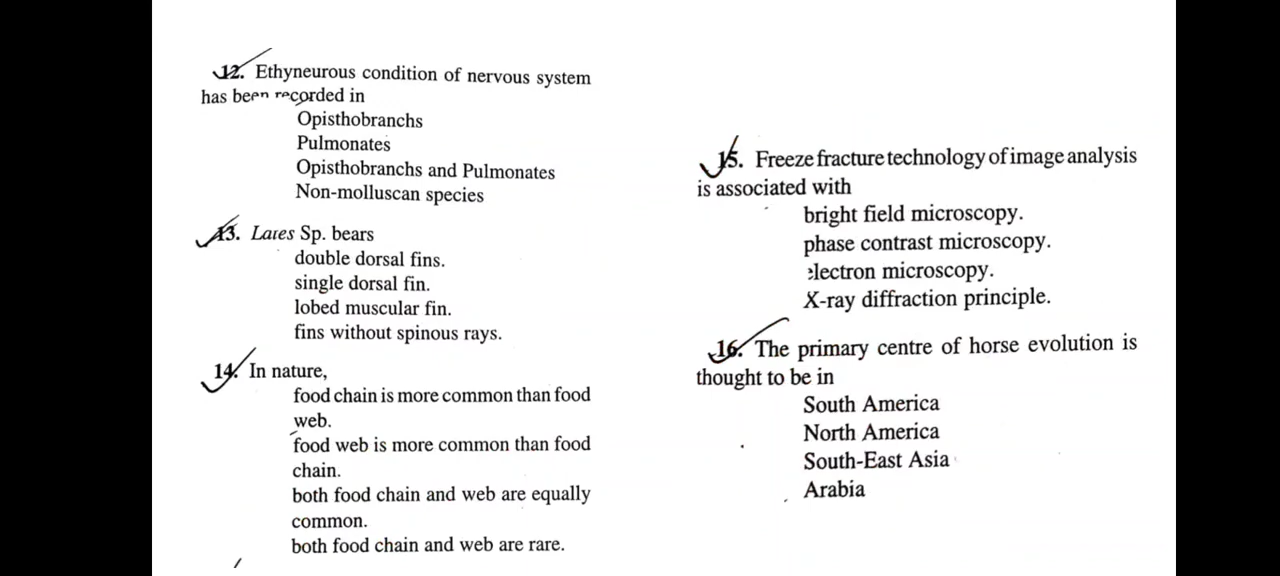 12. Ethyneurous condition of nervous system
has been recorded in
Opisthobranchs
Pulmonates
Opisthobranchs and Pulmonates
Non-molluscan species
13. Lates Sp. bears
double dorsal fins.
single dorsal fin.
lobed muscular fin.
fins without spinous rays.
14. In nature,
food chain is more common than food
web.
food web is more common than food
chain.
both food chain and web are equally
common.
both food chain and web are rare.
15. Freeze fracture technology of image analysis
is associated with
bright field microscopy.
phase contrast microscopy.
electron microscopy.
X-ray diffraction principle.
16. The primary centre of horse evolution is
thought to be in
South America
North America
South-East Asia
Arabia